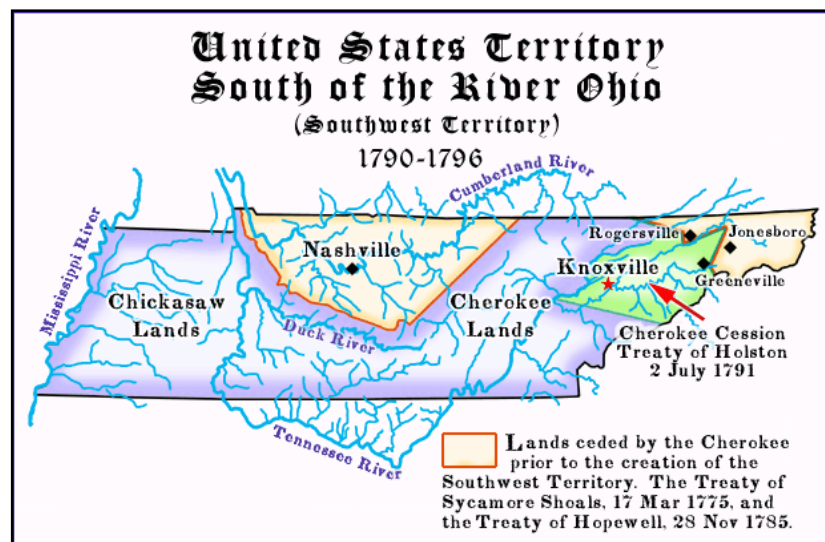 United States Territory
South of the River Ohio
(Southwest Territory)
1790-1796
Cumberland River
Mississippi River
Rogersville
Jonesboro
Nashville
Knoxville
Greeneville
Chickasaw
Lands
Cherokee
Lands
Duck River
Cherokee Cession
Treaty of Holston
2 July 1791
Tennessee River
Lands ceded by the Cherokee
prior to the creation of the
Southwest Territory. The Treaty of
Sycamore Shoals, 17 Mar 1775, and
the Treaty of Hopewell, 28 Nov 1785.